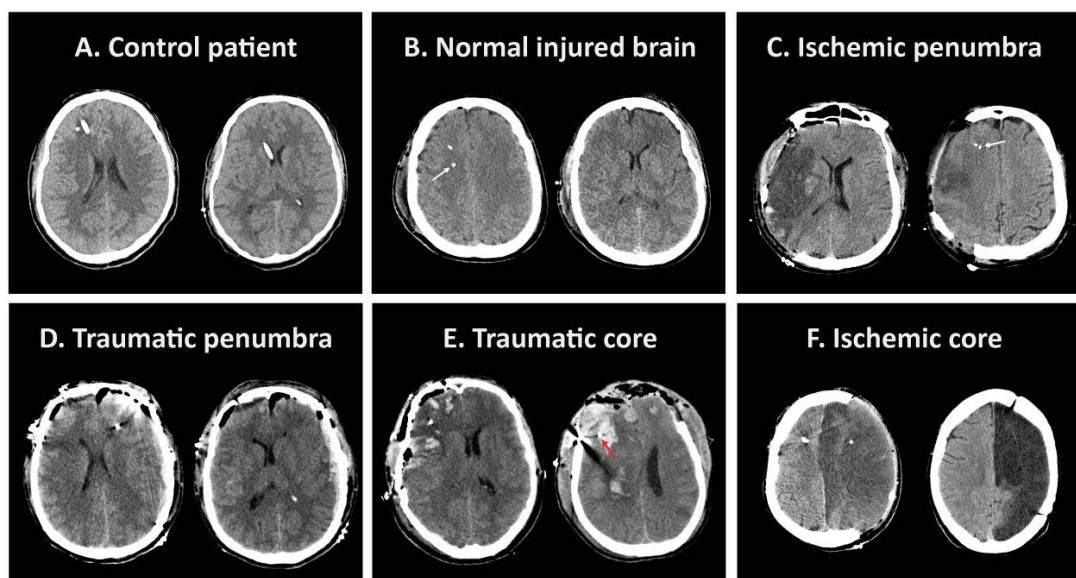 A. Control patient
B. Normal injured brain
C. Ischemic penumbra
D. Traumatic penumbra
E. Traumatic core
F. Ischemic core